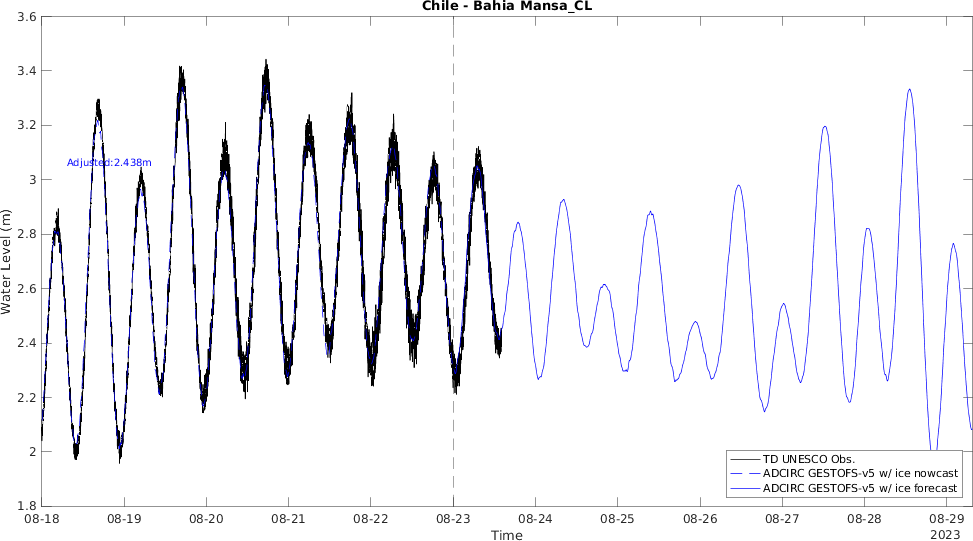 Chile - Bahia Mansa_CL
3.6
3.4
3.2
3
2.8
2.6
2.4
2.2
2
1.8
Water Level (m)
Adjusted:2.438m
TD UNESCO Obs.
ADCIRC GESTOFS-v5 w/ ice nowcast
ADCIRC GESTOFS-v5 w/ ice forecast
08-18 08-19 08-20 08-21 08-22 08-23 08-24 08-25 08-26 08-27 08-28 08-29
2023
Time